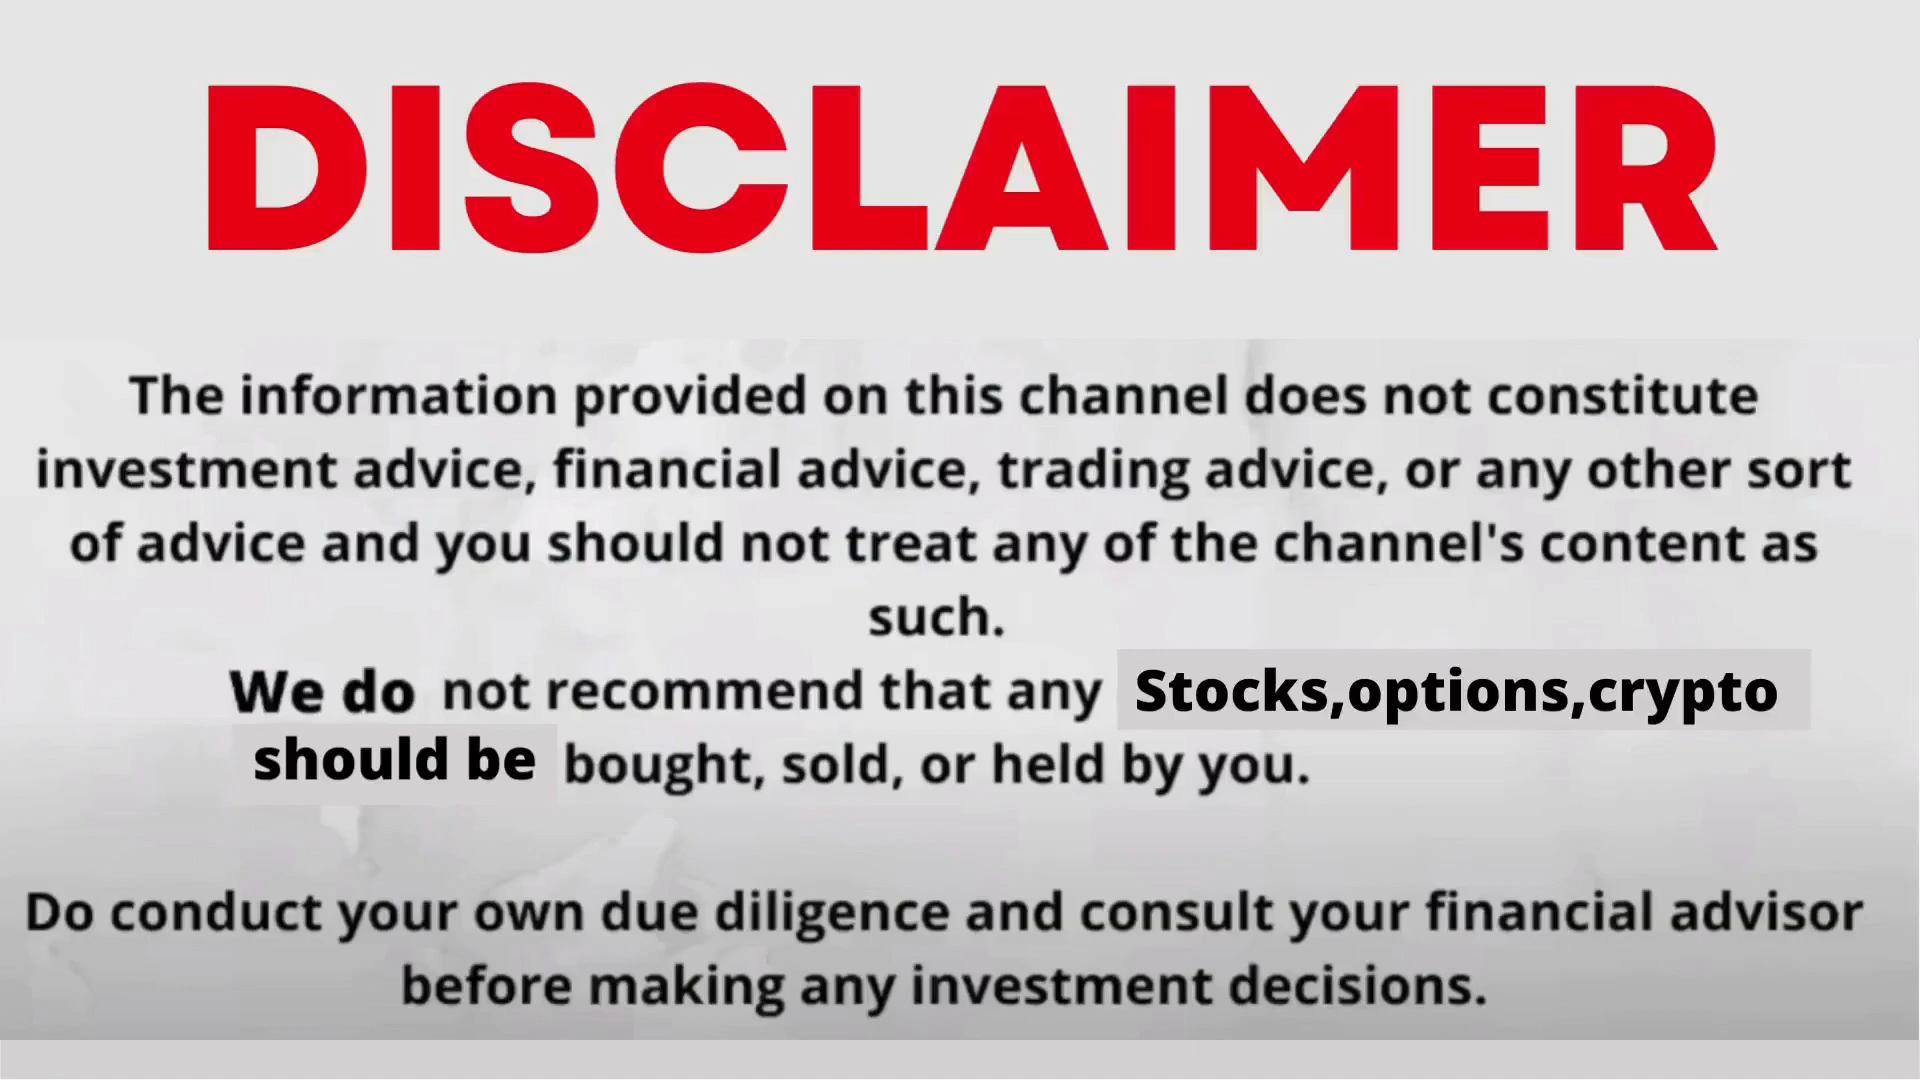 DISCLAIMER
The information provided on this channel does not constitute
investment advice, financial advice, trading advice, or any other sort
of advice and you should not treat any of the channel's content as
such.
We do not recommend that any Stocks,options,crypto
should be bought, sold, or held by you.
Do conduct your own due diligence and consult your financial advisor
before making any investment decisions.